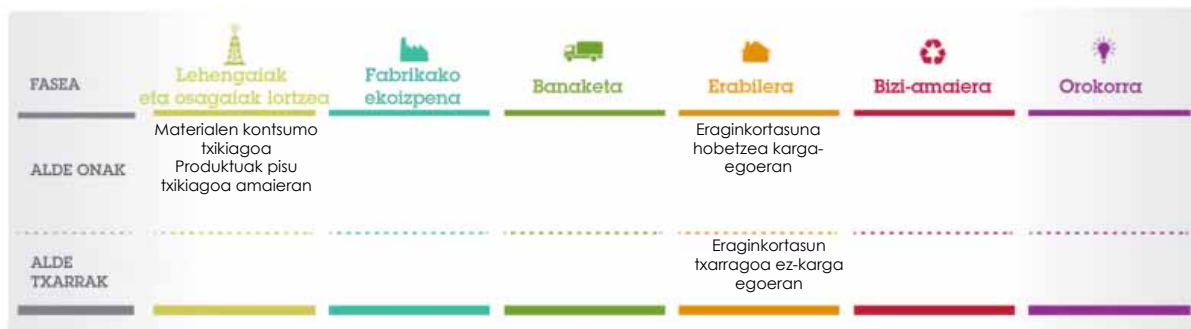 FASEA
Lehengaiak
eta osagaiak lortzea
Fabrikako
ekoizpena
Banaketa
Erabilera
Bizi-amaiera
Orokorra
ALDE ONAK
Materialen kontsumo
txikiagoa
Produktuak pisu
txikiagoa amaieran
Eraginkortasuna
hobetzea karga-
egoeran
ALDE
TXARRAK
Eraginkortasun
txarragoa ez-karga
egoeran